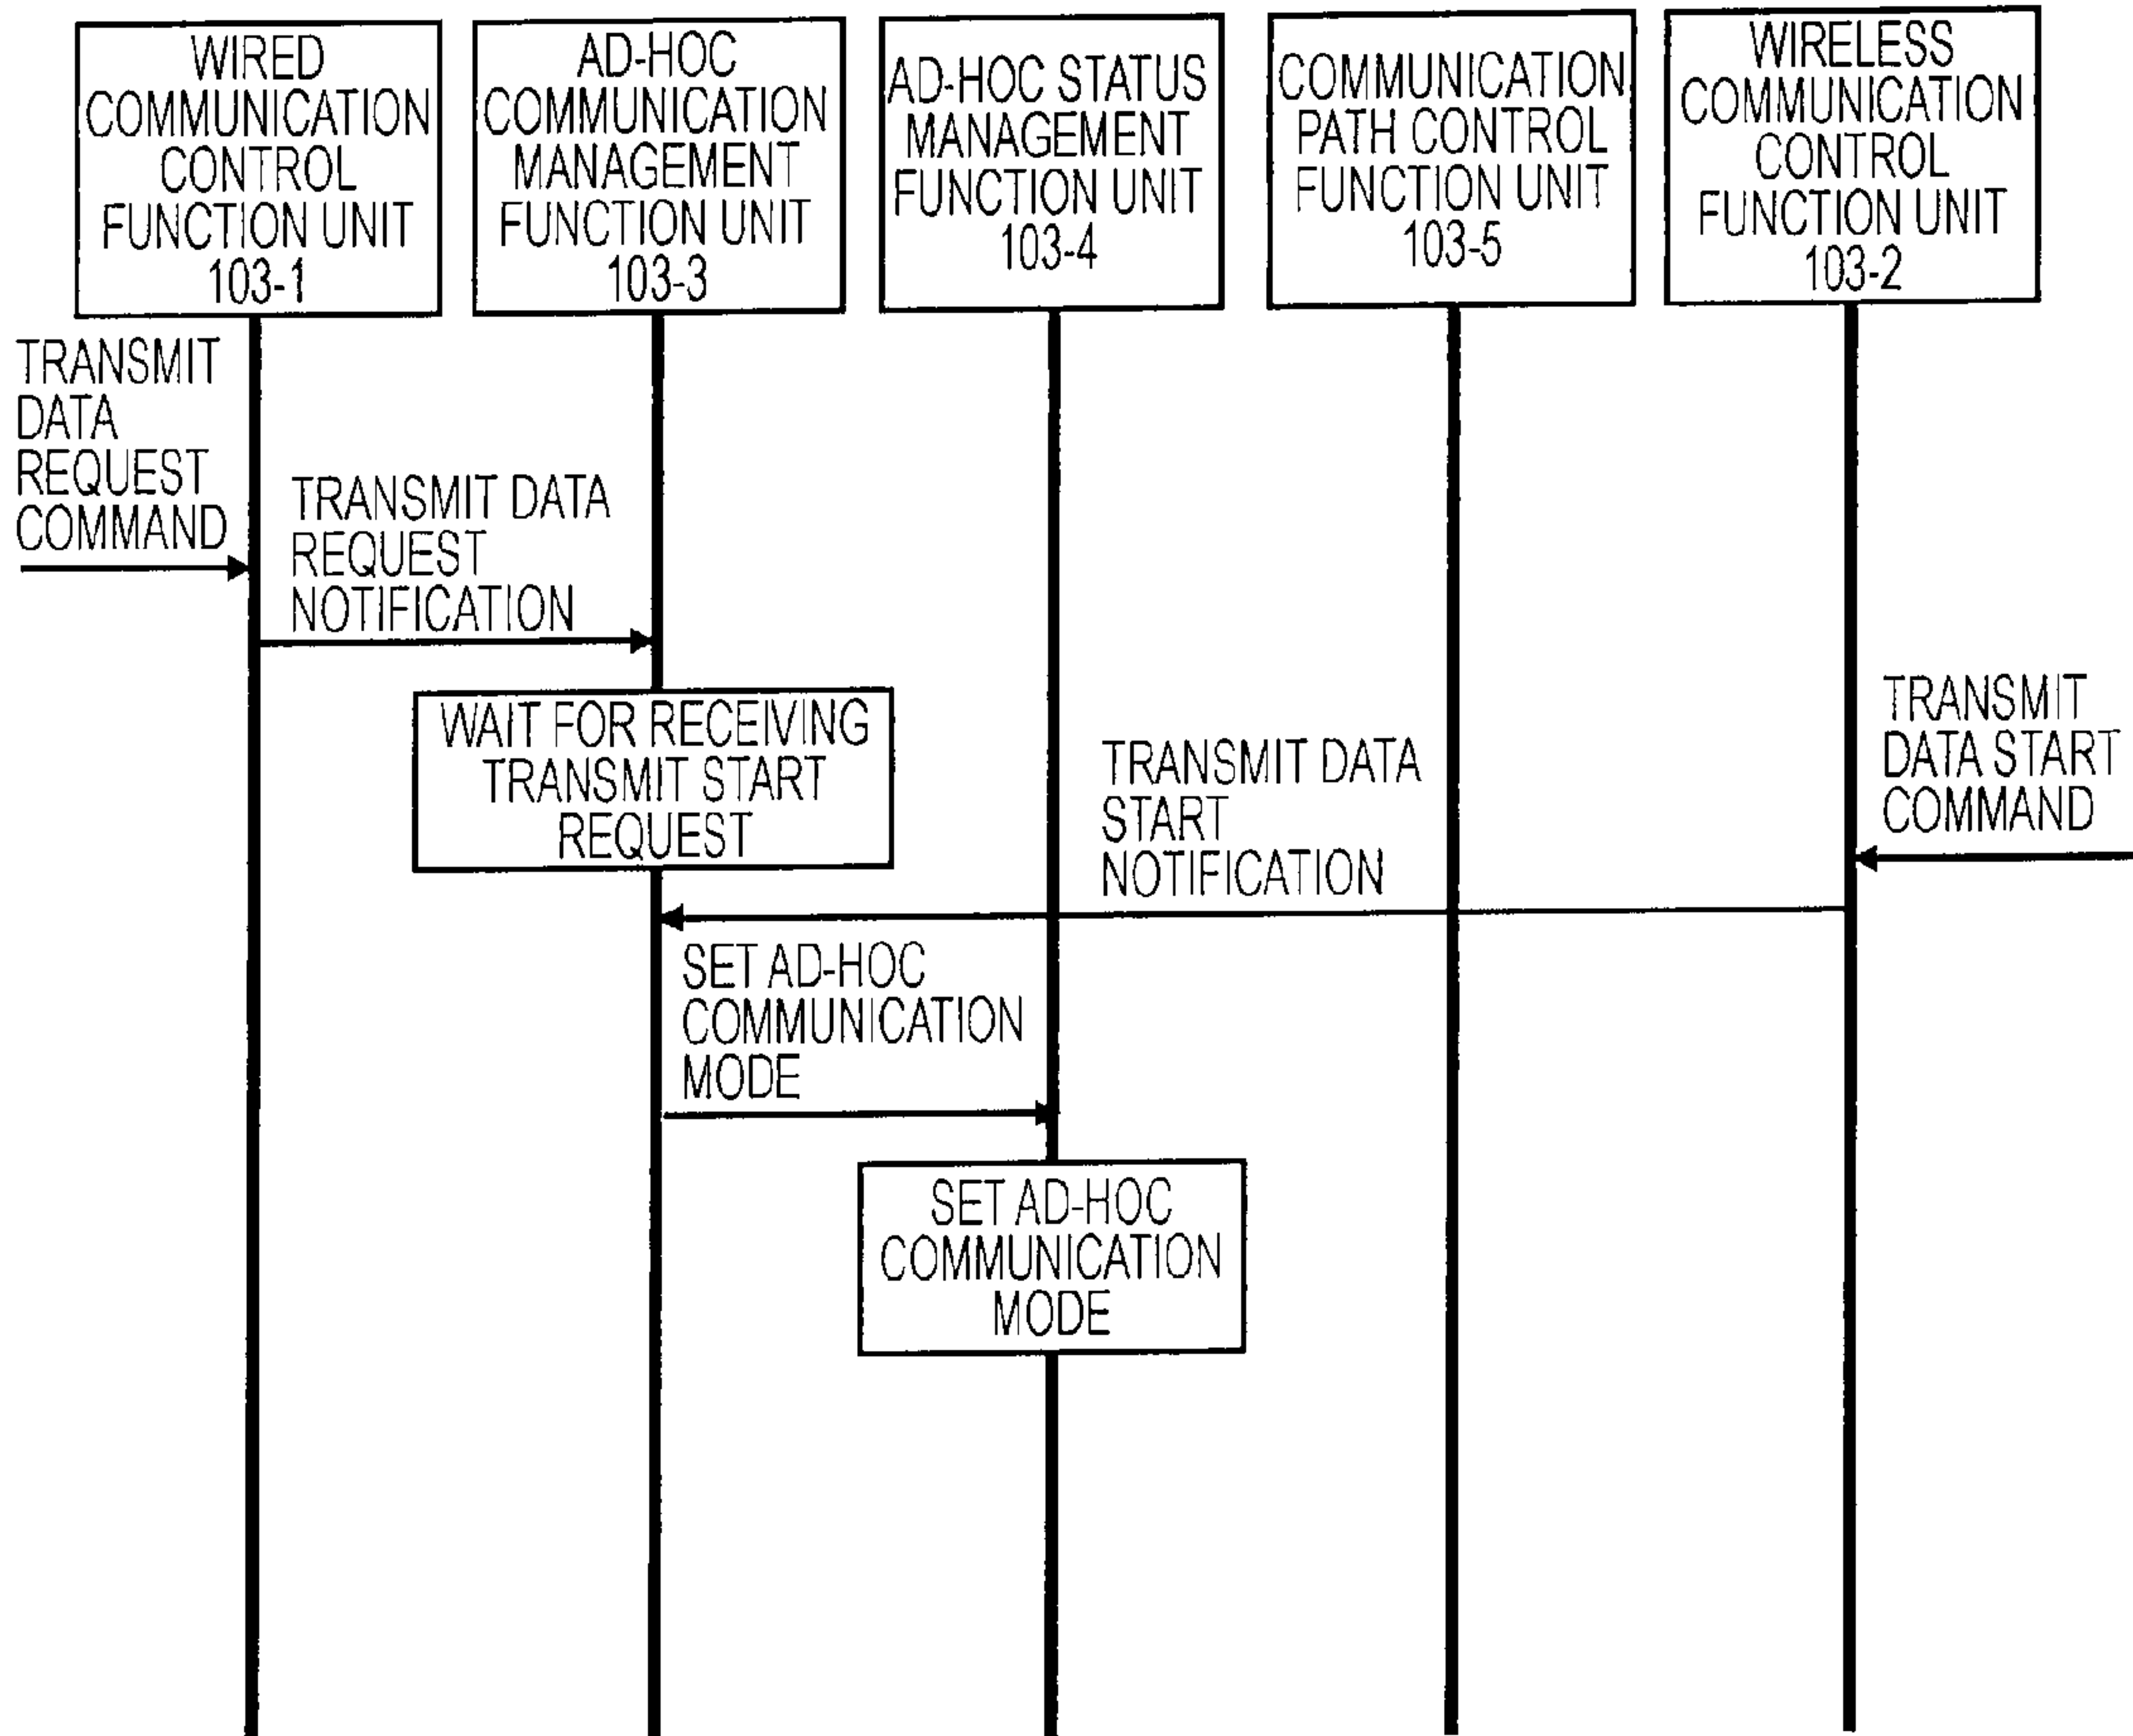 WIRED
COMMUNICATION
CONTROL
FUNCTION UNIT
103-1
AD-HOC
COMMUNICATION
MANAGEMENT
FUNCTION UNIT
103-3
AD-HOC STATUS
MANAGEMENT
FUNCTION UNIT
103-4
COMMUNICATION
PATH CONTROL
FUNCTION UNIT
103-5
WIRELESS
COMMUNICATION
CONTROL
FUNCTION UNIT
103-2
TRANSMIT
DATA
REQUEST
COMMAND
TRANSMIT DATA
REQUEST
NOTIFICATION
WAIT FOR RECEIVING
TRANSMIT START
REQUEST
TRANSMIT
DATA START
COMMAND
TRANSMIT DATA
START
NOTIFICATION
SET AD-HOC
COMMUNICATION
MODE
SET AD-HOC
COMMUNICATION
MODE